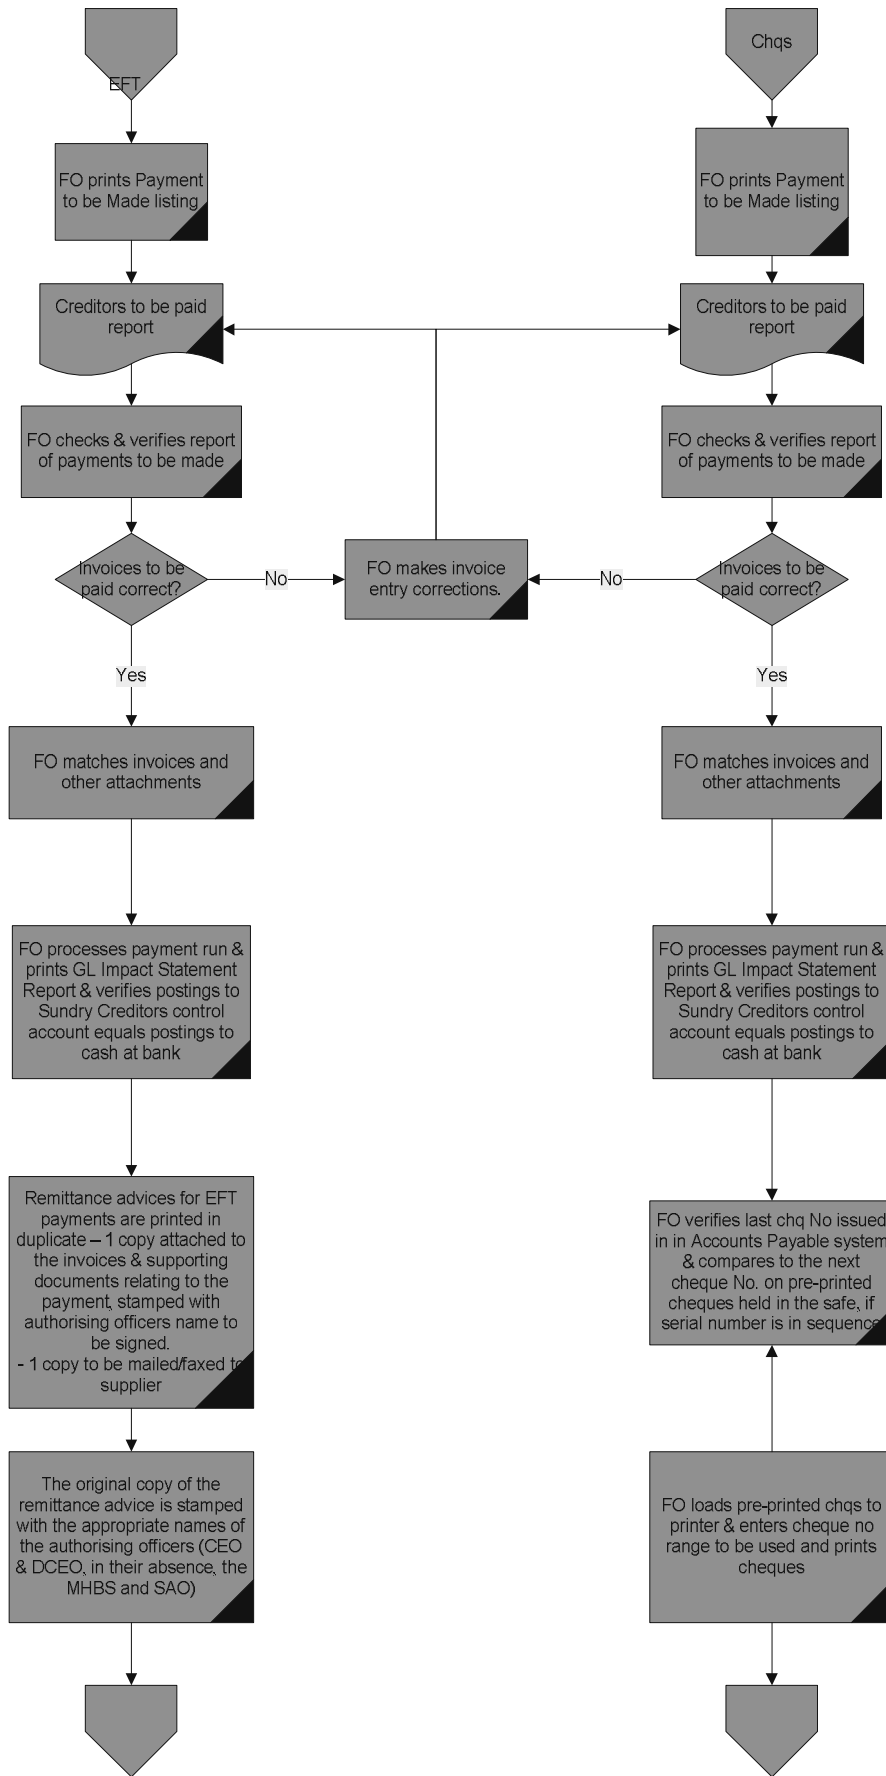 EFT
FO prints Payment
to be Made listing
Creditors to be paid
report
FO checks & verifies report
of payments to be made
Invoices to be
paid correct?
No
Yes
FO matches invoices and
other attachments
FO processes payment run &
prints GL Impact Statement
Report & verifies postings to
Sundry Creditors control
account equals postings to
cash at bank
Remittance advices for EFT
payments are printed in
duplicate – 1 copy attached to
the invoices & supporting
documents relating to the
payment, stamped with
authorising officers name to
be signed.
- 1 copy to be mailed/faxed to
supplier
The original copy of the
remittance advice is stamped
with the appropriate names of
the authorising officers (CEO
& DCEO, in their absence, the
MHBS and SAO)
FO makes invoice
entry corrections.
Chqs
FO prints Payment
to be Made listing
Creditors to be paid
report
FO checks & verifies report
of payments to be made
Invoices to be
paid correct?
No
Yes
FO matches invoices and
other attachments
FO processes payment run &
prints GL Impact Statement
Report & verifies postings to
Sundry Creditors control
account equals postings to
cash at bank
FO verifies last chq No issued
in in Accounts Payable system
& compares to the next
cheque No. on pre-printed
cheques held in the safe, if
serial number is in sequence
FO loads pre-printed chqs to
printer & enters cheque no
range to be used and prints
cheques